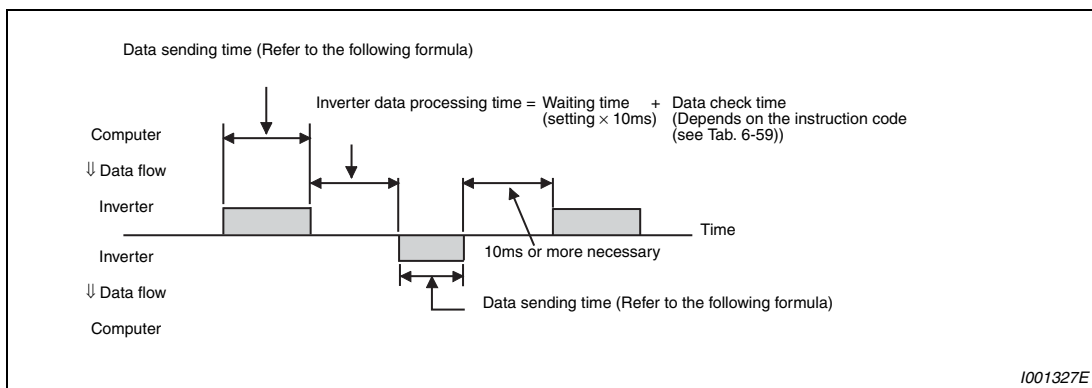 Data sending time (Refer to the following formula)
Inverter data processing time = Waiting time + Data check time
(setting × 10ms) (Depends on the instruction code
(see Tab. 6-59))
Computer
⇓ Data flow
Inverter
Time
Inverter
10ms or more necessary
⇓ Data flow
Data sending time (Refer to the following formula)
Computer
I001327E